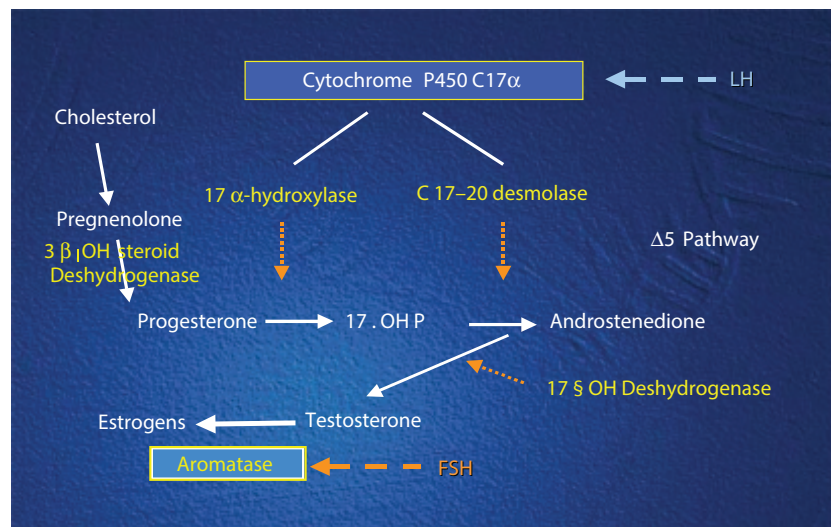 Cytochrome P450 C17α
LH
Cholesterol
17 α-hydroxylase
C 17–20 desmolase
Pregnenolone
3 β ı OH steroid
Deshydrogenase
Δ5 Pathway
Progesterone
17 . OH P
Androstenedione
17 § OH Deshydrogenase
Estrogens
Testosterone
Aromatase
FSH